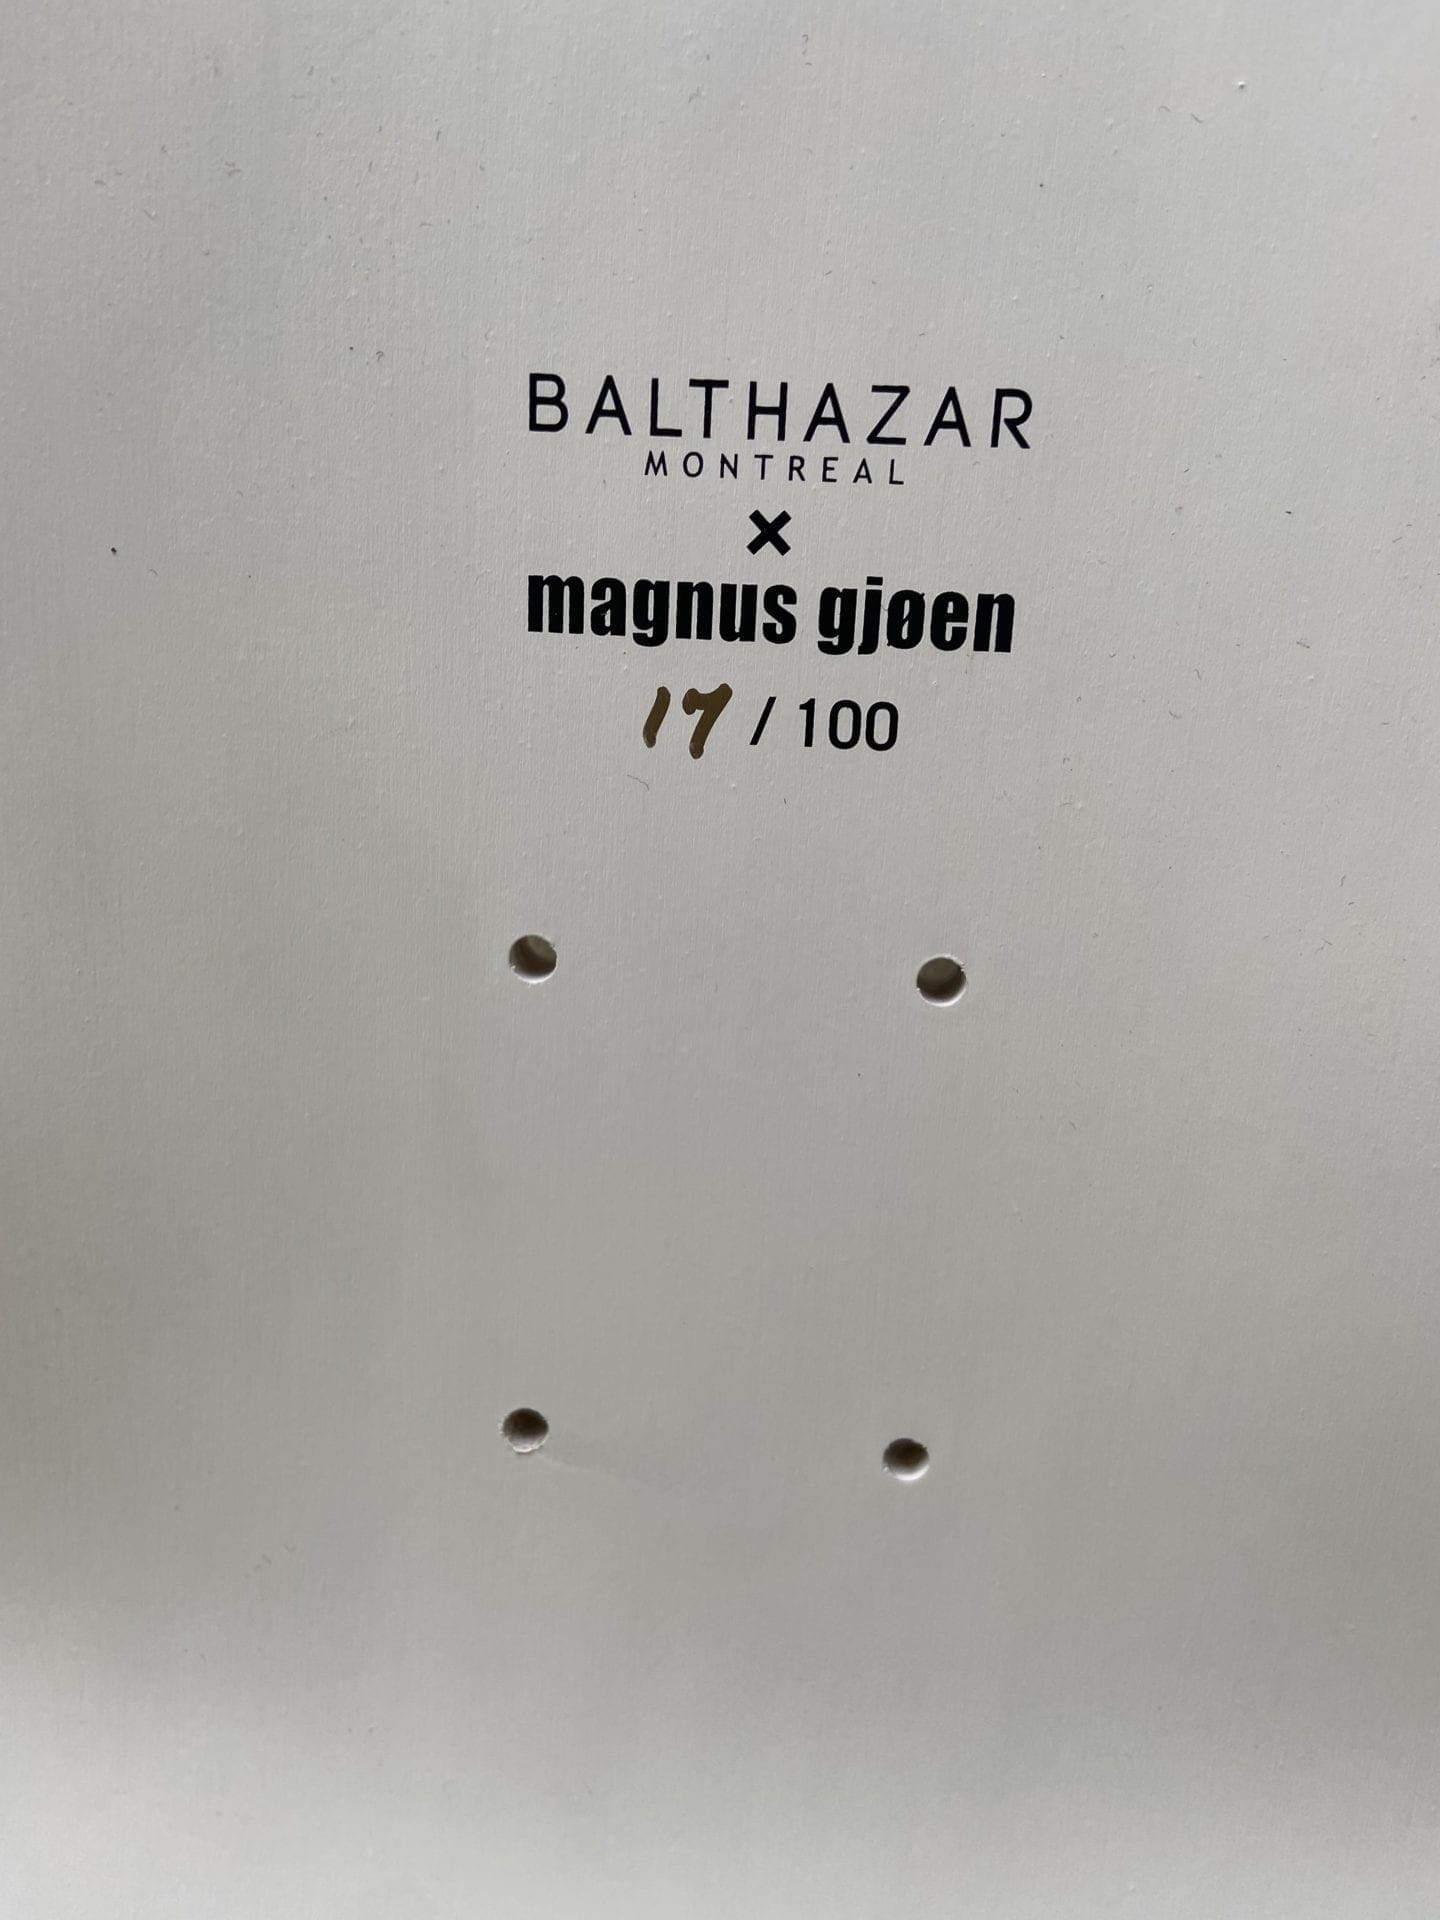 BALTHAZAR
MONTREAL
×
magnus gjøen
17 / 100